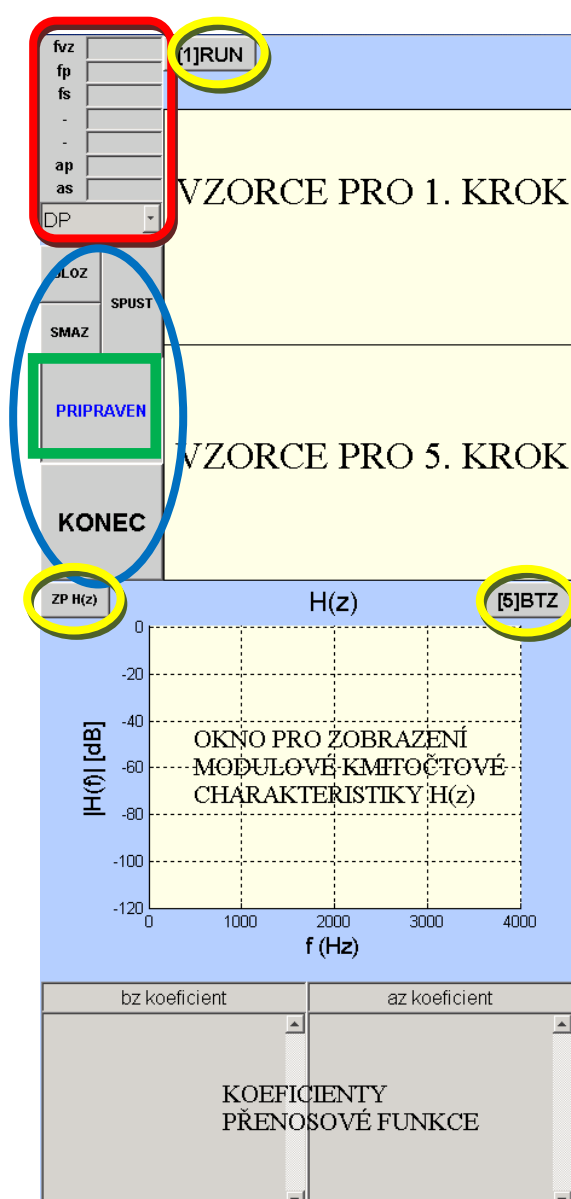 fvz
[1]RUN
fp
fs
-
-
ap
as
DP
VZORCE PRO 1. KROK
SPUST
SMAZ
PRIPRAVEN
VZORCE PRO 5. KROK
KONEC
ZP H(z)
H(z)
[5]BTZ
0
-20
-40
-60
-80
-100
-120
|H(f)| [dB]
OKNO PRO ZOBRAZENÍ
MODULOVÉ KMITOČTOVÉ
CHARAKTERISTIKY H(z)
0 1000 2000 3000 4000
f (Hz)
bz koeficient
az koeficient
KOEFICIENTY
PŘENOSOVÉ FUNKCE